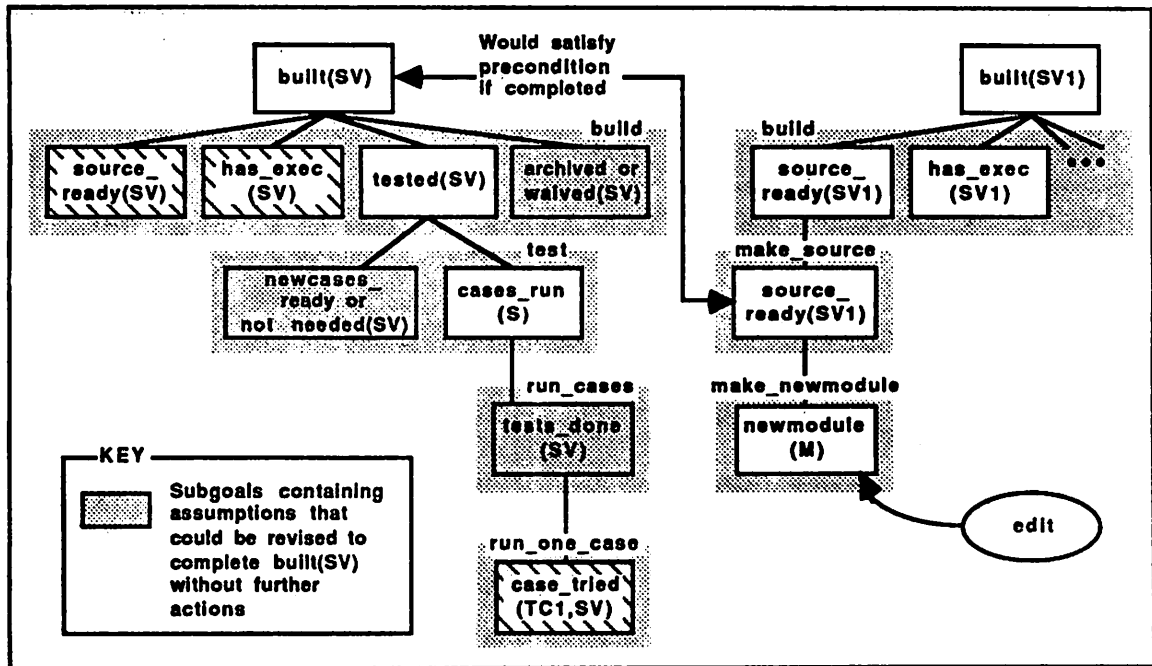 Would satisfy
precondition
if completed
built(SV)
built(SV1)
build
source_
ready(SV)
has_exec
(SV)
tested(SV)
archived or
waived(SV)
build
source_
ready(SV1)
has_exec
(SV1)
•••
test
newcases_
ready or
not needed(SV)
cases_run
(S)
make_source
source_
ready(SV1)
run_cases
tests_done
(SV)
make_newmodule
newmodule
(M)
edit
run_one_case
case_tried
(TC1,SV)
KEY
Subgoals containing
assumptions that
could be revised to
complete built(SV)
without further
actions